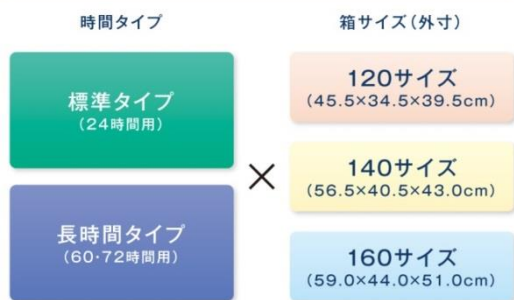 時間タイプ
箱サイズ(外寸)
標準タイプ
(24時間用)
長時間タイプ
(60・72時間用)
×
120サイズ
(45.5×34.5×39.5cm)
140サイズ
(56.5×40.5×43.0cm)
160サイズ
(59.0×44.0×51.0cm)